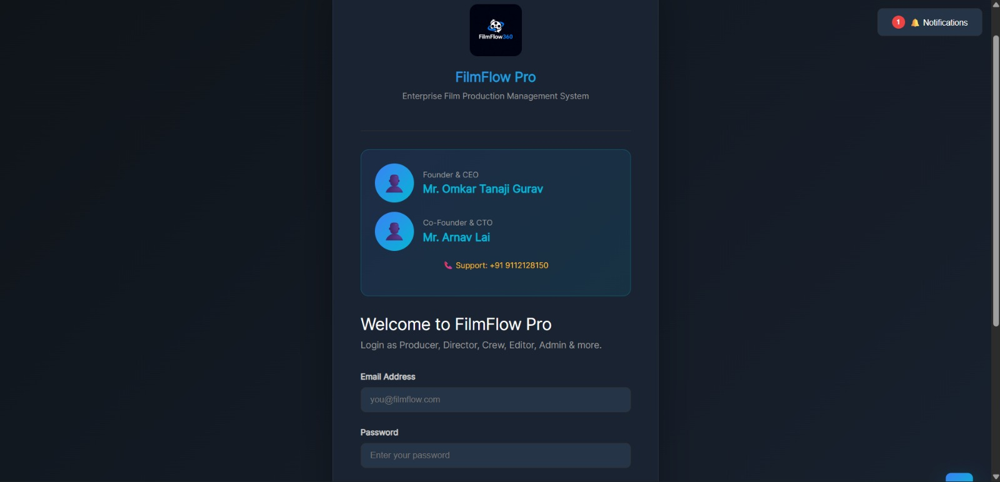 1 Notifications
FilmFlow360
FilmFlow Pro
Enterprise Film Production Management System
Founder & CEO
Mr. Omkar Tanaji Gurav
Co-Founder & CTO
Mr. Arnav Lai
Support: +91 9112128150
Welcome to FilmFlow Pro
Login as Producer, Director, Crew, Editor, Admin & more.
Email Address
you@filmflow.com
Password
Enter your password